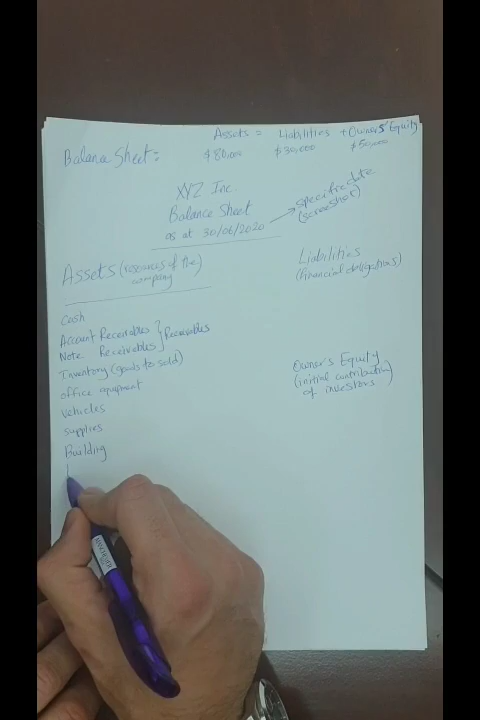 Assets = Liabilities + Owner's Equity
Balance Sheet:
$80,000 $30,000 $50,000
XYZ Inc.
Balance Sheet
as at 30/06/2020
specific date
(screeshot)
Assets (resources of the
company)
Liabilities
(financial obligations)
Cash
Account Receivables
Note Receivables
} Receivables
Inventory (goods to sold)
office equipment
vehicles
supplies
Building
Owner's Equity
(initial contribution)
of investors